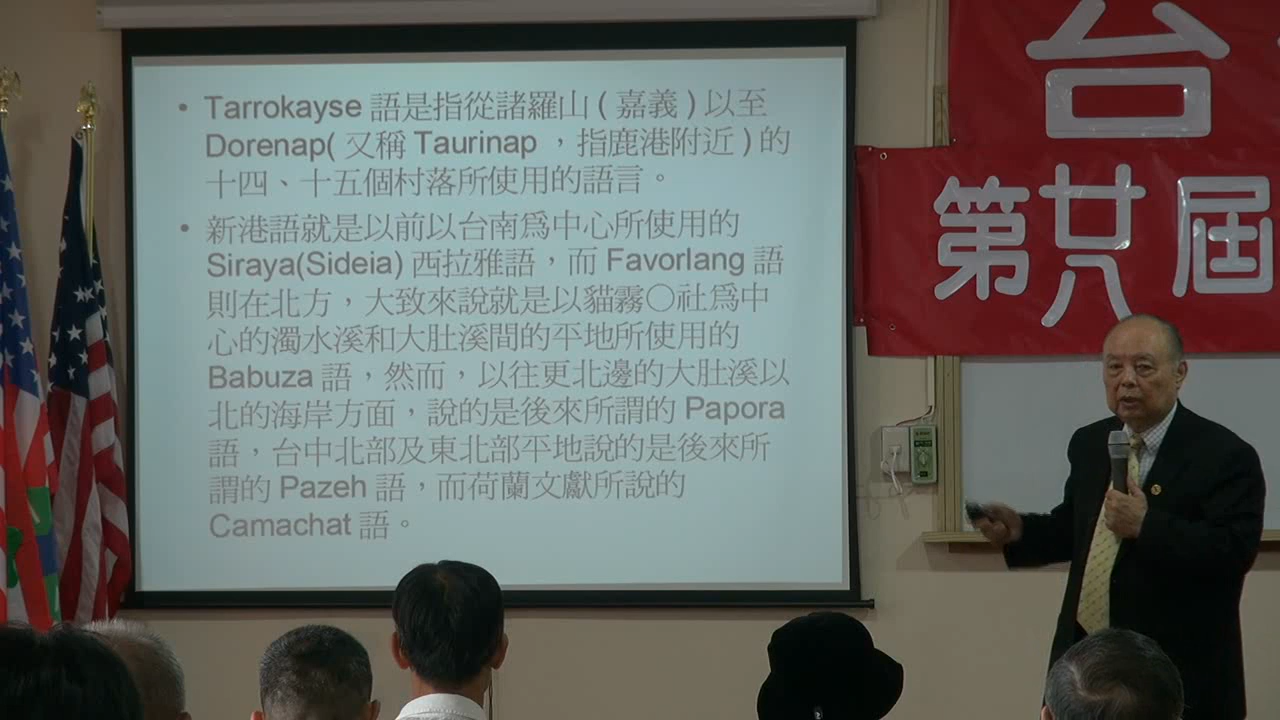 • Tarrokayse 語是指從諸羅山 ( 嘉義 ) 以至
Dorenap( 又稱 Taurinap ，指鹿港附近 ) 的
十四、十五個村落所使用的語言。
• 新港語就是以前以台南爲中心所使用的
Siraya(Sideia) 西拉雅語，而 Favorlang 語
則在北方，大致來說就是以貓霧〇社爲中
心的濁水溪和大肚溪間的平地所使用的
Babuza 語，然而，以往更北邊的大肚溪以
北的海岸方面，說的是後來所謂的 Papora
語，台中北部及東北部平地說的是後來所
謂的 Pazeh 語，而荷蘭文獻所說的
Camachat 語。
台
第廿八屆